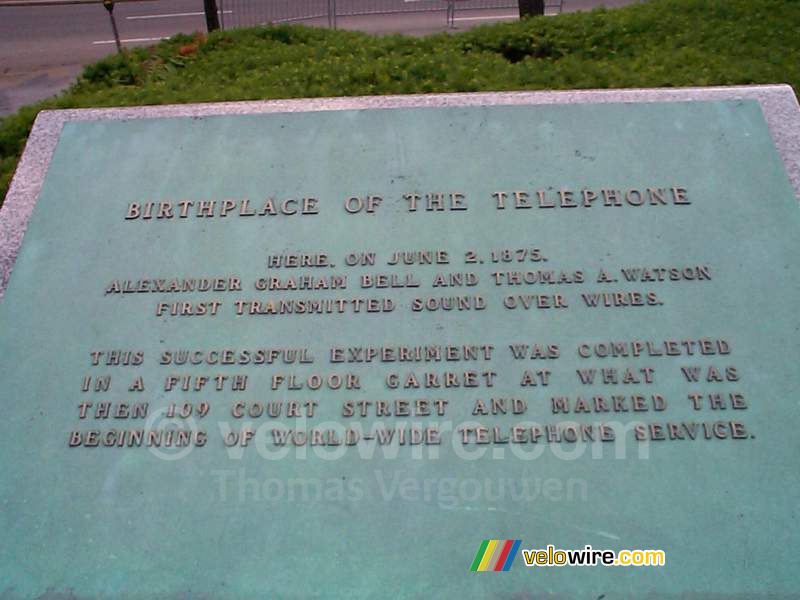 BIRTHPLACE OF THE TELEPHONE
HERE, ON JUNE 2, 1875,
ALEXANDER GRAHAM BELL AND THOMAS A. WATSON
FIRST TRANSMITTED SOUND OVER WIRES.
THIS SUCCESSFUL EXPERIMENT WAS COMPLETED
IN A FIFTH FLOOR GARRET AT WHAT WAS
THEN 109 COURT STREET AND MARKED THE
BEGINNING OF WORLD-WIDE TELEPHONE SERVICE.
© velowire.com
Thomas Vergouwen
velowire.com